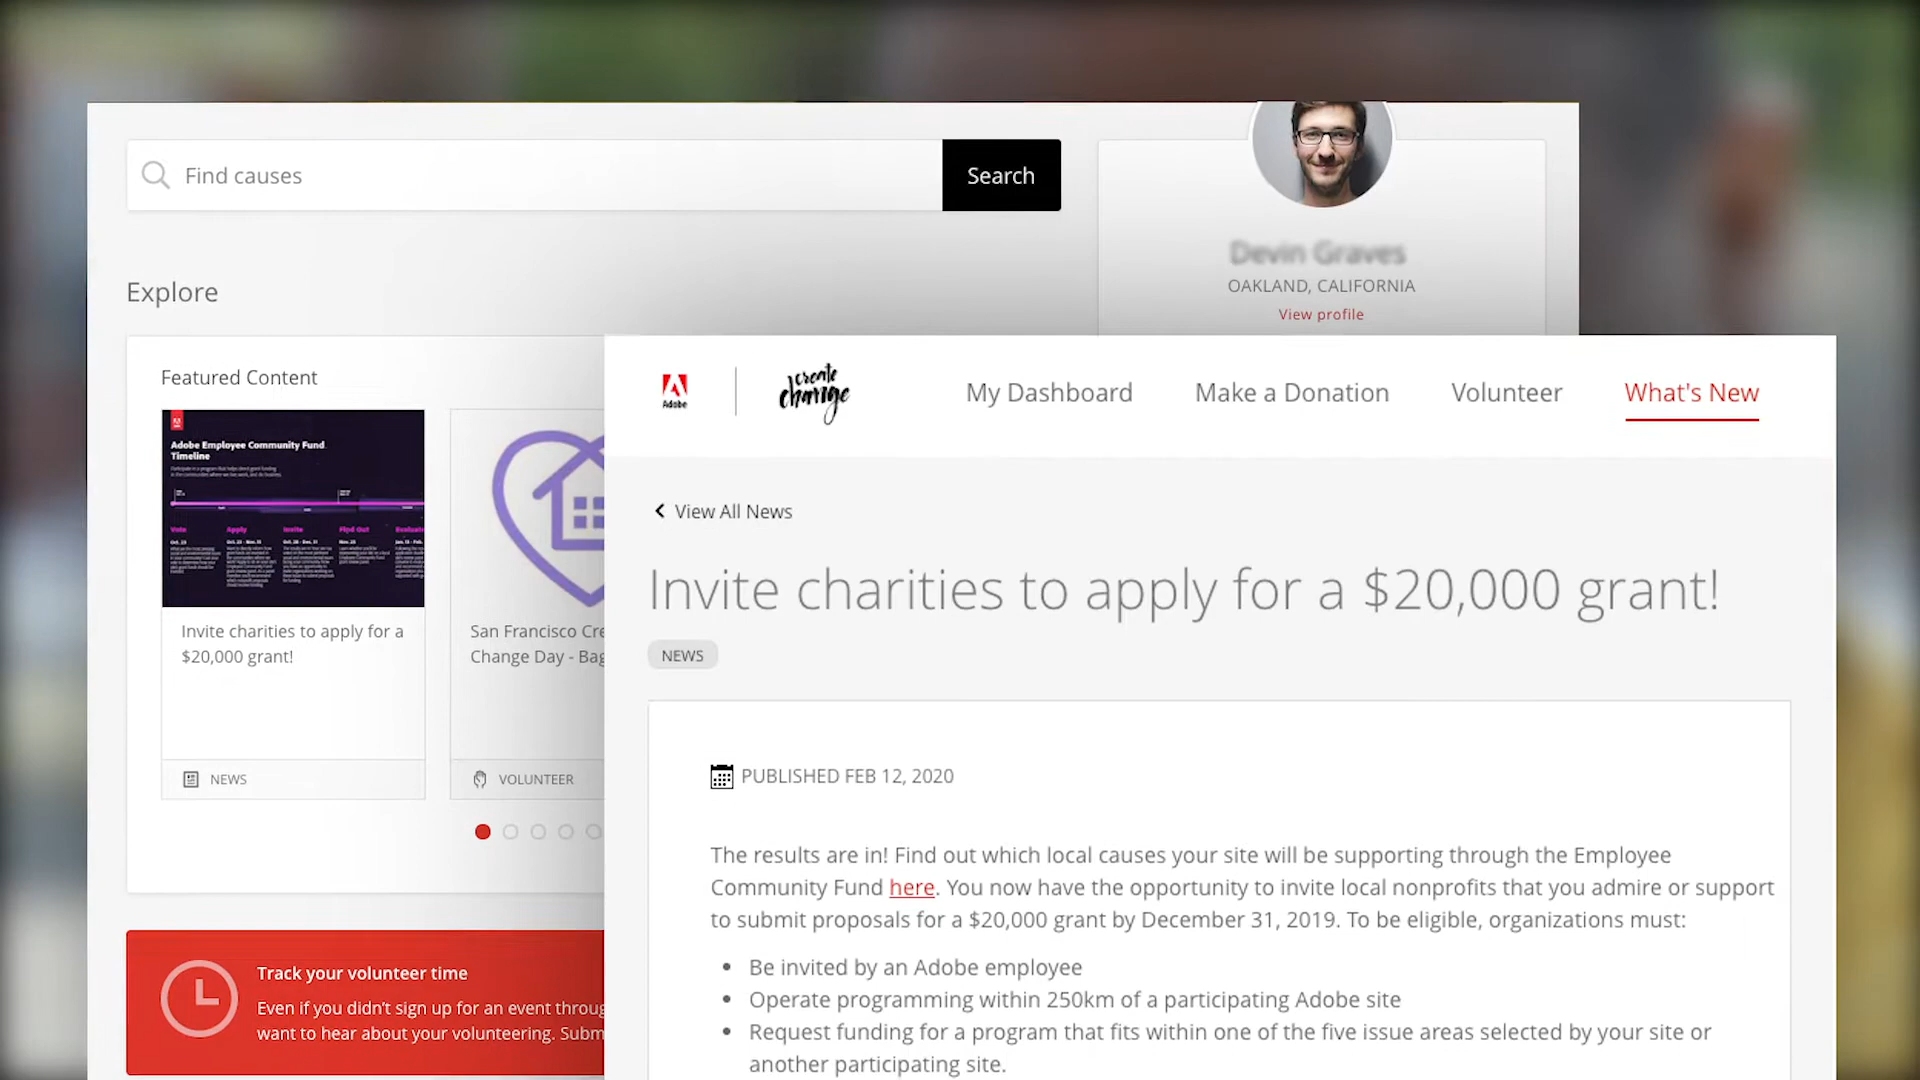 Find causes
Search
Devin Graves
OAKLAND, CALIFORNIA
View profile
Explore
Featured Content
Adobe Employee Community Fund
Timeline
Vote
Apply
Invite
Find Out
Invite charities to apply for a
$20,000 grant!
NEWS
San Francisco Cre
Change Day - Bag
VOLUNTEER
Track your volunteer time
Even if you didn't sign up for an event throug
want to hear about your volunteering. Subm
Adobe
create
change
My Dashboard
Make a Donation
Volunteer
What's New
View All News
Invite charities to apply for a $20,000 grant!
NEWS
PUBLISHED FEB 12, 2020
The results are in! Find out which local causes your site will be supporting through the Employee
Community Fund here. You now have the opportunity to invite local nonprofits that you admire or support
to submit proposals for a $20,000 grant by December 31, 2019. To be eligible, organizations must:
• Be invited by an Adobe employee
• Operate programming within 250km of a participating Adobe site
• Request funding for a program that fits within one of the five issue areas selected by your site or
another participating site.